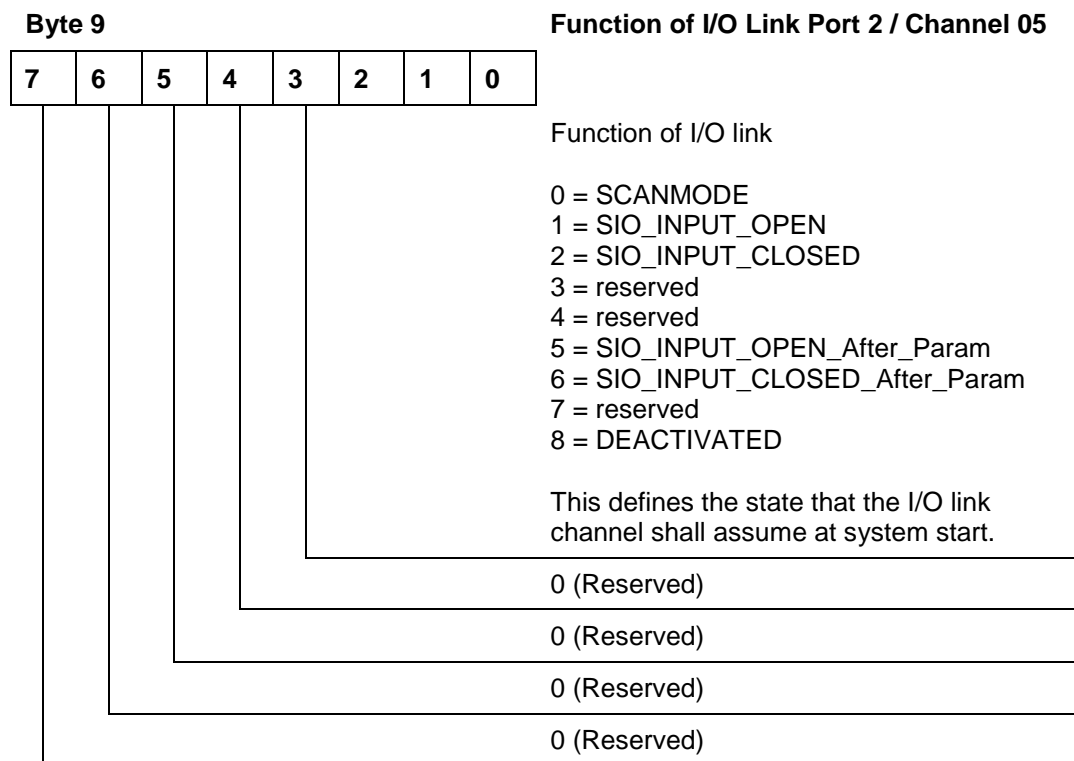 Byte 9
Function of I/O Link Port 2 / Channel 05
7 6 5 4 3 2 1 0
Function of I/O link
0 = SCANMODE
1 = SIO_INPUT_OPEN
2 = SIO_INPUT_CLOSED
3 = reserved
4 = reserved
5 = SIO_INPUT_OPEN_After_Param
6 = SIO_INPUT_CLOSED_After_Param
7 = reserved
8 = DEACTIVATED
This defines the state that the I/O link
channel shall assume at system start.
0 (Reserved)
0 (Reserved)
0 (Reserved)
0 (Reserved)